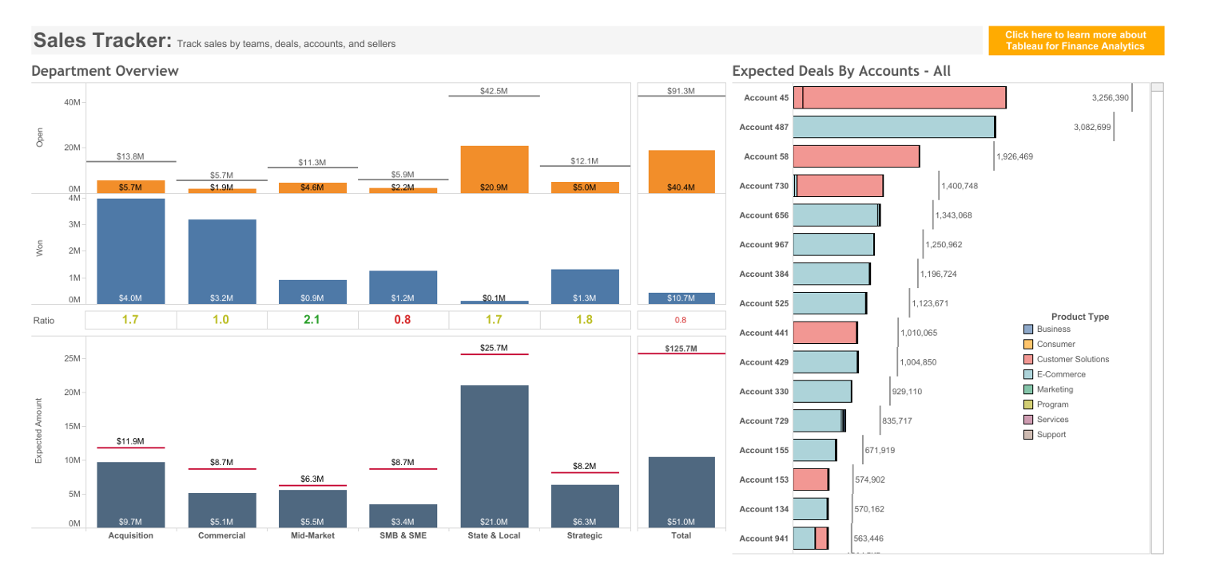 Sales Tracker: Track sales by teams, deals, accounts, and sellers
Click here to learn more about
Tableau for Finance Analytics
Department Overview
Open
40M
20M
0M
$13.8M
$5.7M
$11.3M
$5.9M
$42.5M
$12.1M
$91.3M
$5.7M
$1.9M
$4.6M
$2.2M
$20.9M
$5.0M
$40.4M
Won
4M
3M
2M
1M
0M
$4.0M
$3.2M
$0.9M
$1.2M
$0.1M
$1.3M
$10.7M
Ratio
1.7
1.0
2.1
0.8
1.7
1.8
0.8
Expected Amount
25M
20M
15M
10M
5M
0M
$11.9M
$8.7M
$6.3M
$8.7M
$25.7M
$8.2M
$125.7M
$9.7M
$5.1M
$5.5M
$3.4M
$21.0M
$6.3M
$51.0M
Acquisition
Commercial
Mid-Market
SMB & SME
State & Local
Strategic
Total
Expected Deals By Accounts - All
Account 45 3,256,390
Account 487 3,082,699
Account 58 1,926,469
Account 730 1,400,748
Account 656 1,343,068
Account 967 1,250,962
Account 384 1,196,724
Account 525 1,123,671
Account 441 1,010,065
Account 429 1,004,850
Account 330 929,110
Account 729 835,717
Account 155 671,919
Account 153 574,902
Account 134 570,162
Account 941 563,446
Product Type
Business
Consumer
Customer Solutions
E-Commerce
Marketing
Program
Services
Support